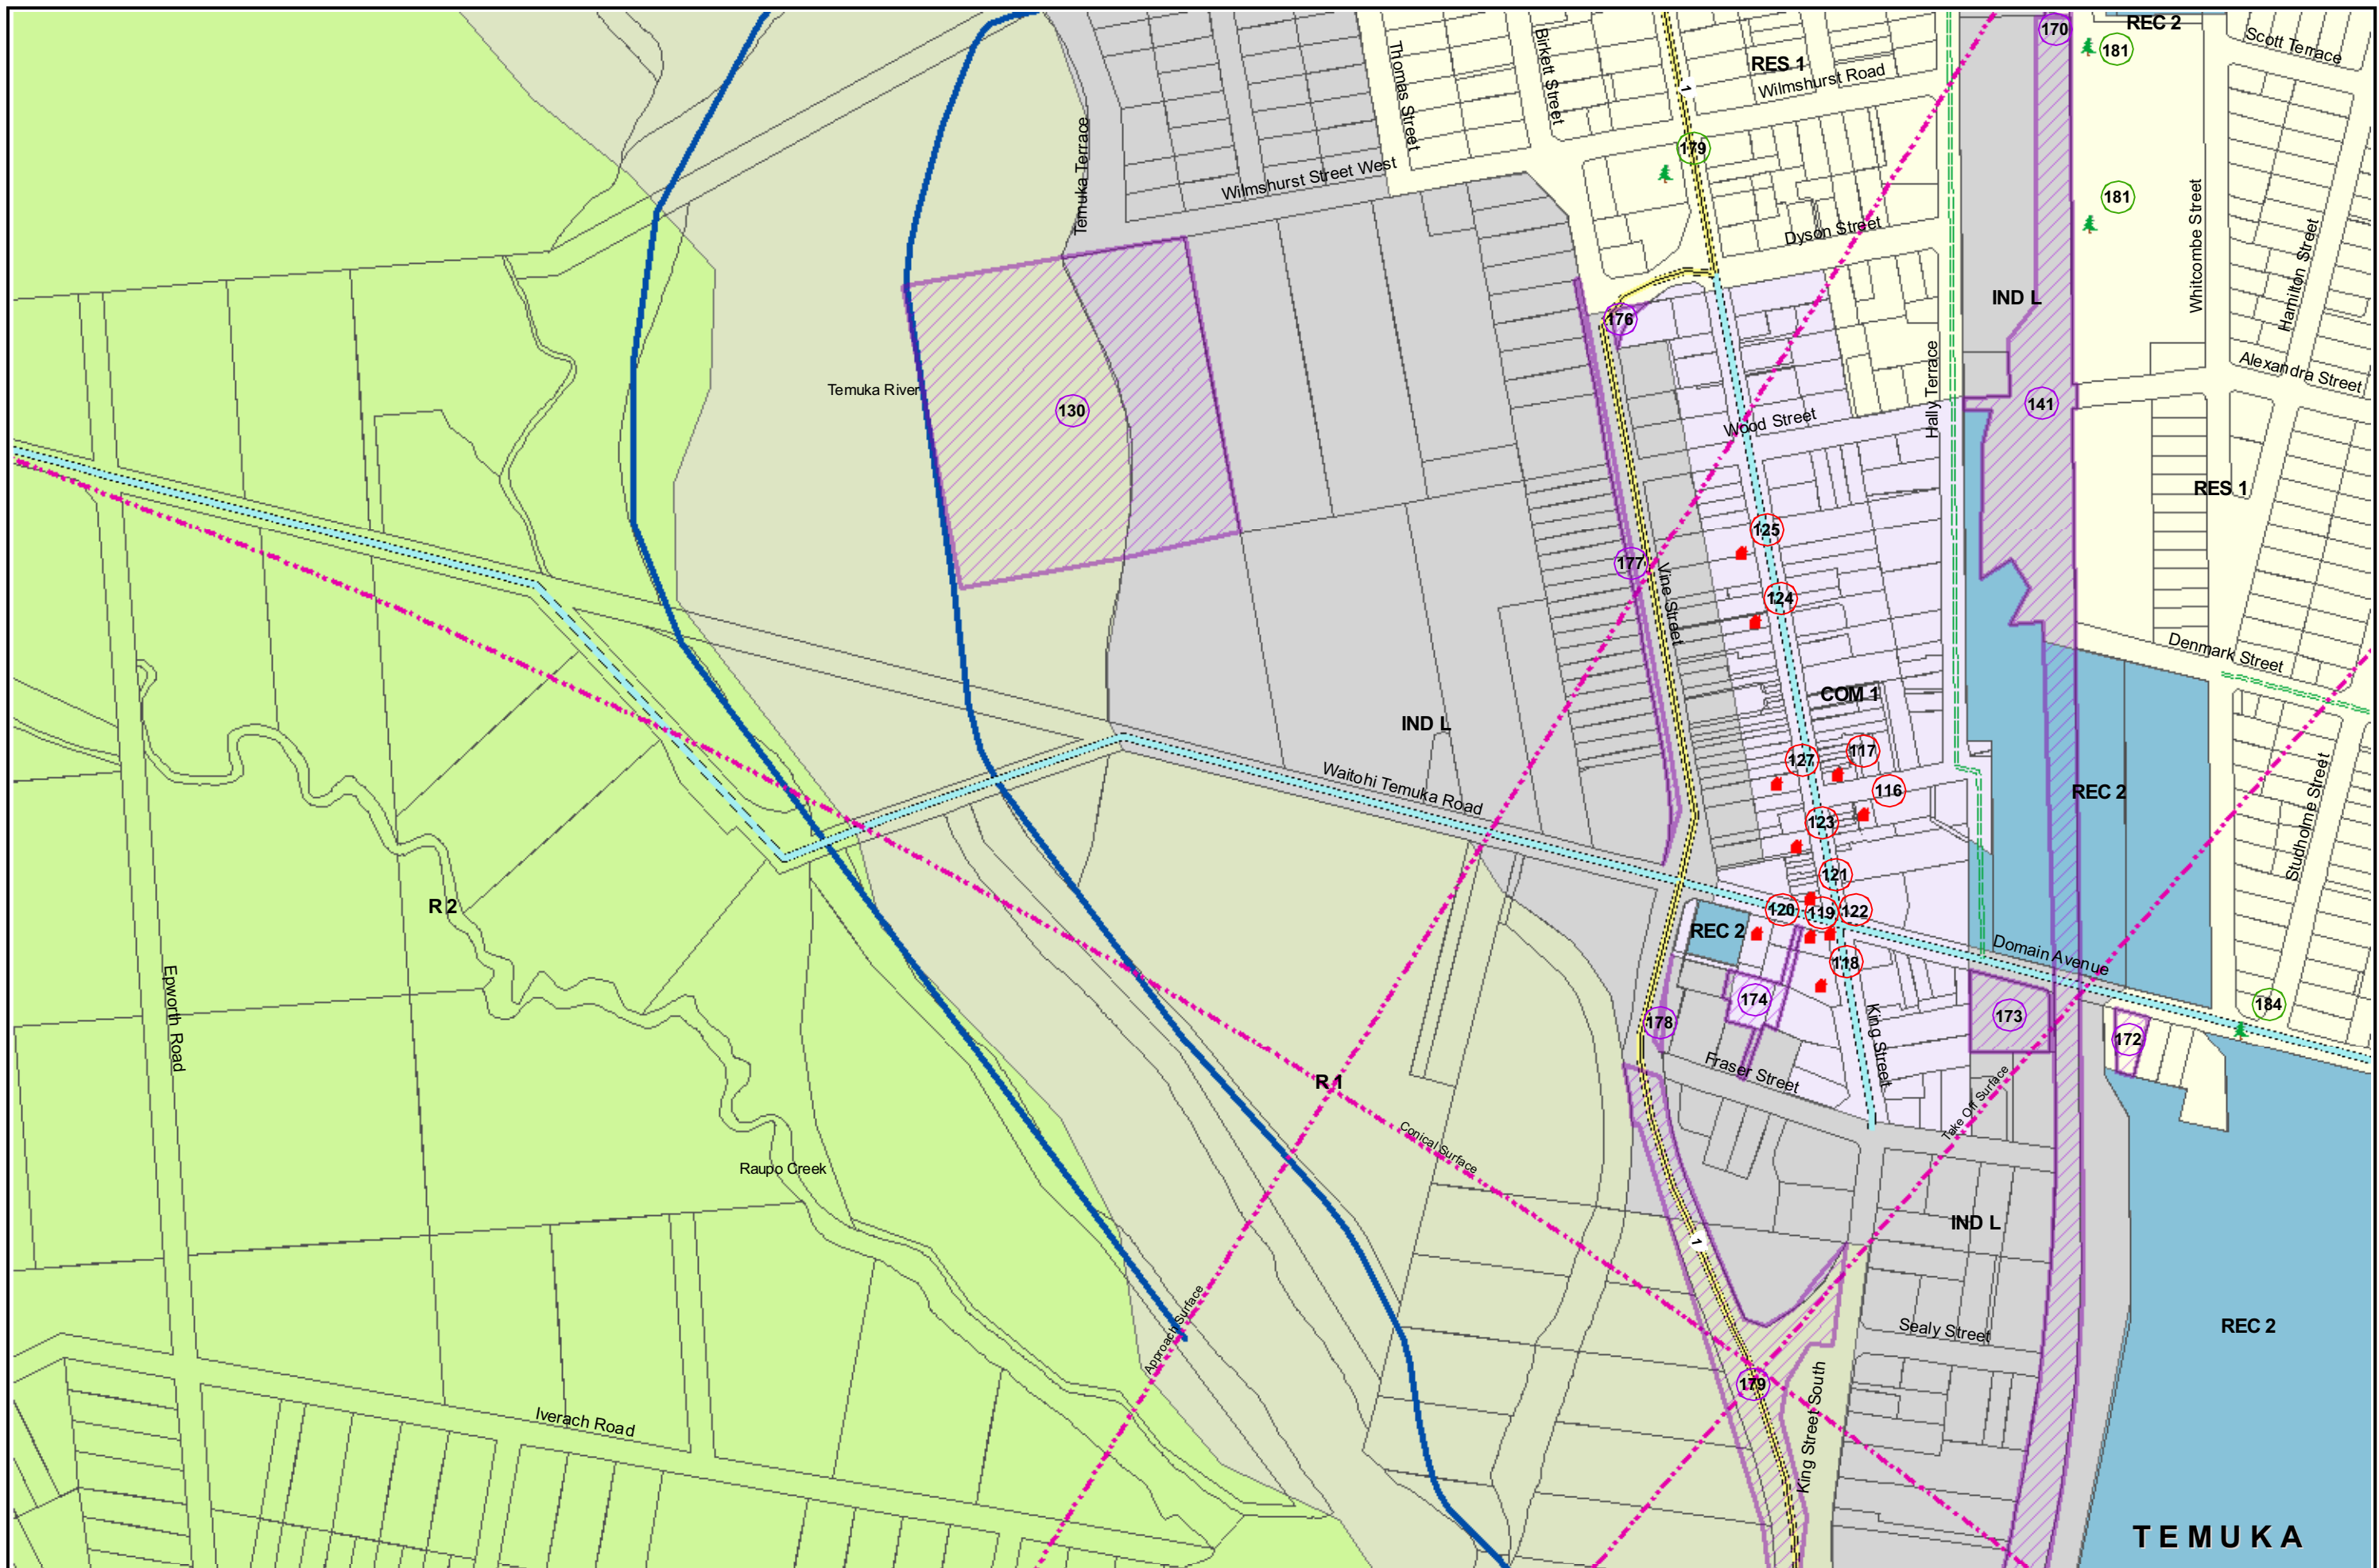 170
REC 2
Scott Terrace
181
Thomas Street
Birkett Street
RES 1
Wilmshurst Road
1
Temuka Terrace
179
Wilmshurst Street West
181
Whitcombe Street
Hamilton Street
Dyson Street
IND L
176
Alexandra Street
Temuka River
130
Hally Terrace
141
Wood Street
RES 1
125
177
Vine Street
124
Denmark Street
COM 1
IND L
127
117
116
REC 2
Waitohi Temuka Road
Studholme Street
123
121
R 2
120
119
122
REC 2
118
Domain Avenue
Epworth Road
174
178
173
184
172
King Street
Fraser Street
R 1
Take Off Surface
Conical Surface
Raupo Creek
1
IND L
Approach Surface
Sealy Street
REC 2
179
King Street South
Iverach Road
TEMUKA